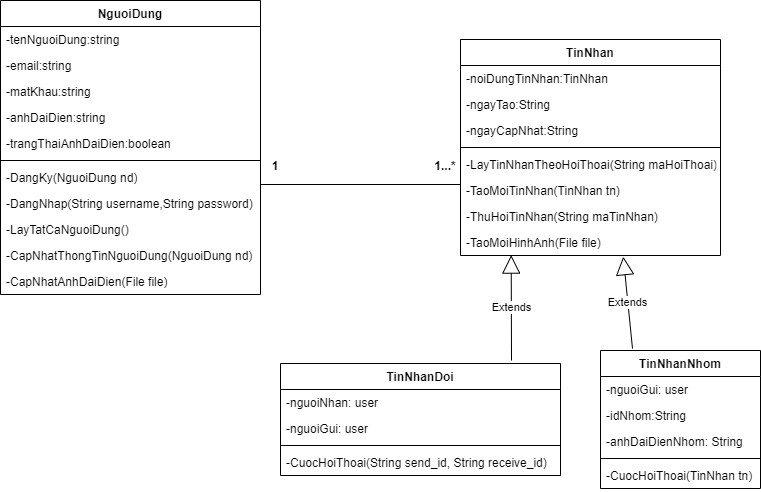 NguoiDung
-tenNguoiDung:string
-email:string
-matKhau:string
-anhDaiDien:string
-trangThaiAnhDaiDien:boolean
-DangKy(NguoiDung nd)
-DangNhap(String username,String password)
-LayTatCaNguoiDung()
-CapNhatThongTinNguoiDung(NguoiDung nd)
-CapNhatAnhDaiDien(File file)
1
1...*
TinNhan
-noiDungTinNhan:TinNhan
-ngayTao:String
-ngayCapNhat:String
-LayTinNhanTheoHoiThoai(String maHoiThoai)
-TaoMoiTinNhan(TinNhan tn)
-ThuHoiTinNhan(String maTinNhan)
-TaoMoiHinhAnh(File file)
Extends
Extends
TinNhanDoi
-nguoiNhan: user
-nguoiGui: user
-CuocHoiThoai(String send_id, String receive_id)
TinNhanNhom
-nguoiGui: user
-idNhom:String
-anhDaiDienNhom: String
-CuocHoiThoai(TinNhan tn)